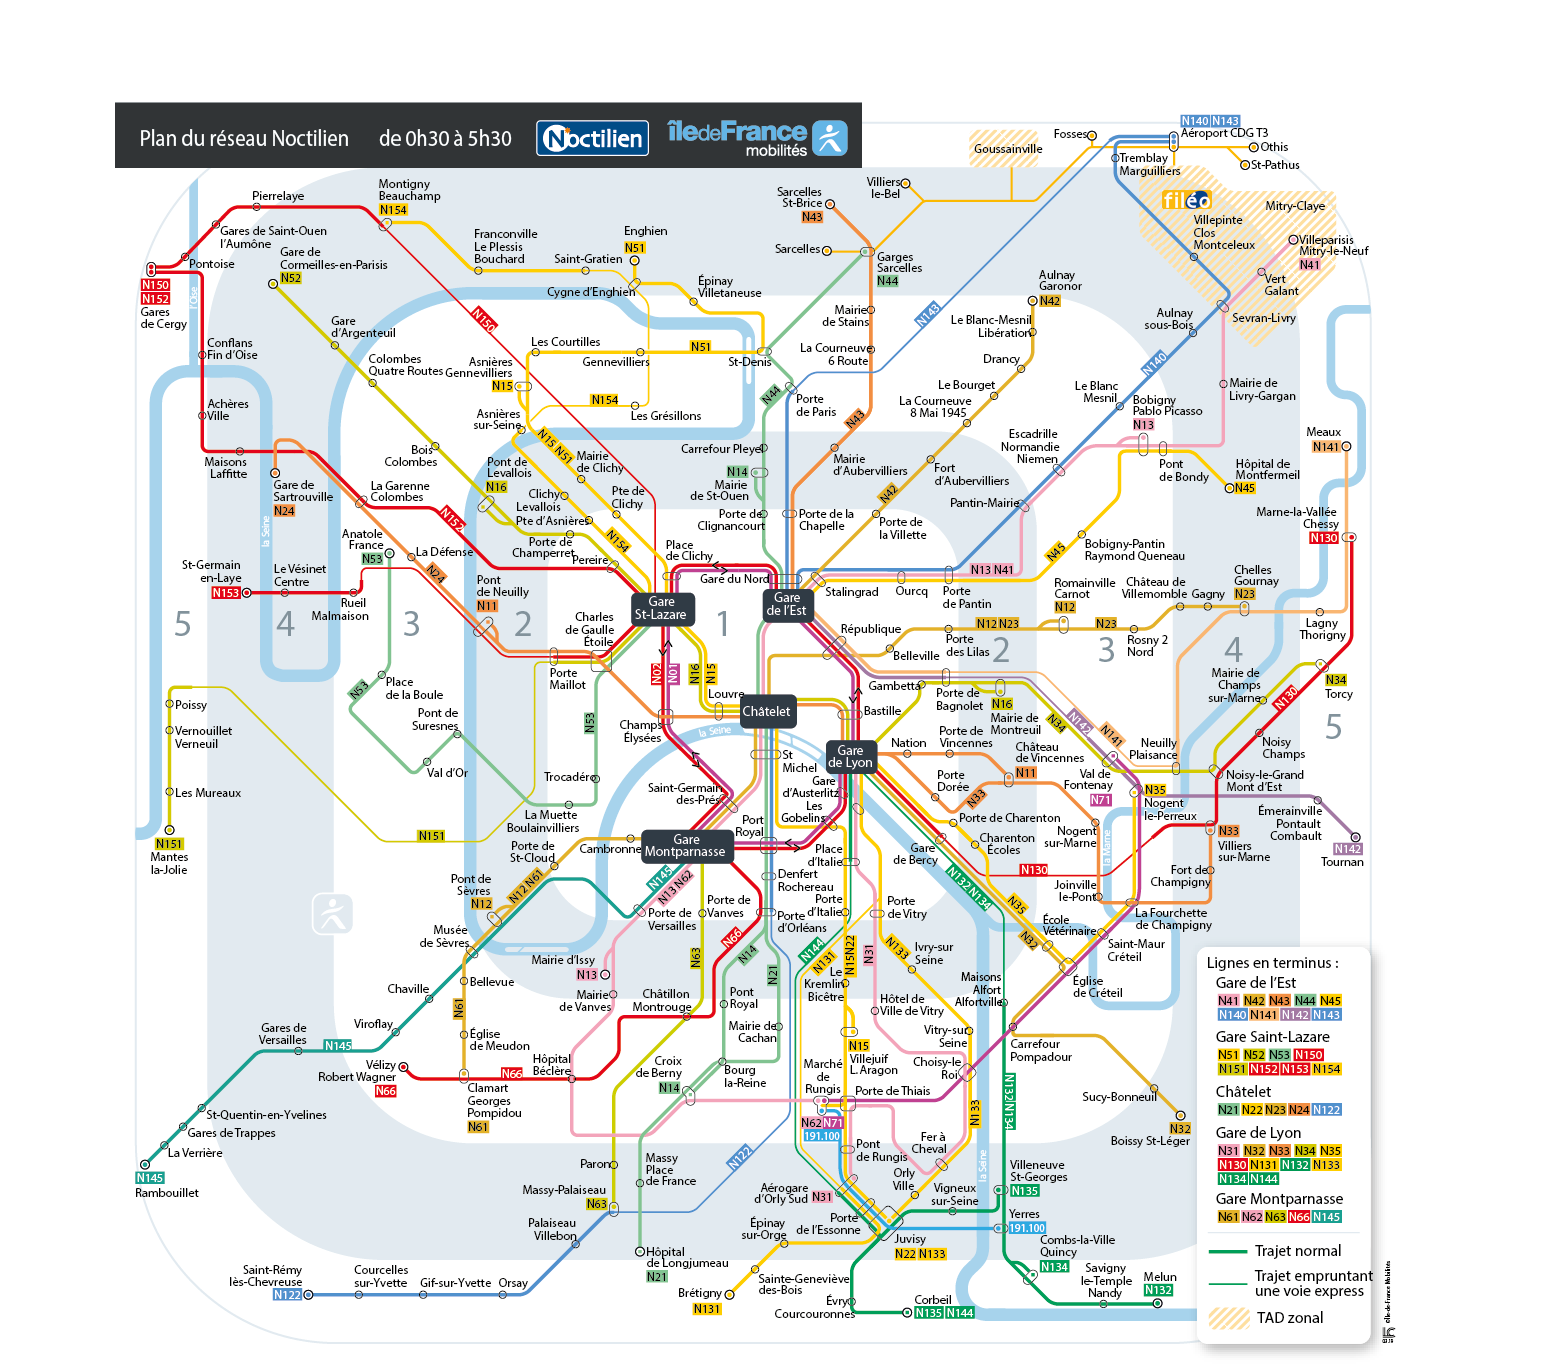 Plan du réseau Noctilien
de 0h30 à 5h30
Noctilien
îledeFrance
mobilités
N140 N143
Aéroport CDG T3
Fosses
Othis
St-Pathus
Goussainville
Tremblay
Marguilliers
filéo
Mitry-Claye
Villepinte
Clos
Montceleux
Villeparisis
Mitry-le-Neuf
N41
Vert
Galant
Sevran-Livry
Villiers
le-Bel
Sarcelles
St-Brice
N43
Sarcelles
Garges
Sarcelles
N44
Pierrelaye
Montigny
Beauchamp
N154
Gares de Saint-Ouen
l'Aumône
Pontoise
N150
N152
Gares
de Cergy
l'Oise
Gare de
Cormeilles-en-Parisis
N52
Franconville
Le Plessis
Bouchard
Saint-Gratien
Enghien
N51
Cygne d'Enghien
Épinay
Villetaneuse
Aulnay
Garonor
N42
Le Blanc-Mesnil
Libération
Aulnay
sous-Bois
Mairie
de Stains
N143
N150
Gare
d'Argenteuil
Conflans
Fin d'Oise
Colombes
Quatre Routes
Les Courtilles
Gennevilliers
N51
St-Denis
La Courneuve
6 Route
Drancy
N140
Asnières
Gennevilliers
N15
Le Bourget
Le Blanc
Mesnil
Mairie de
Livry-Gargan
Achères
Ville
N154
Les Grésillons
N44
Porte
de Paris
La Courneuve
8 Mai 1945
Bobigny
Pablo Picasso
N13
Asnières
sur-Seine
N15 N51
N43
Escadrille
Normandie
Niemen
Meaux
N141
Bois
Colombes
Mairie
de Clichy
Carrefour Pleyel
Mairie
d'Aubervilliers
Fort
d'Aubervilliers
Pont
de Bondy
Hôpital de
Montfermeil
N45
Maisons
Laffitte
Gare de
Sartrouville
N24
La Garenne
Colombes
Pont de
Levallois
N16
N14
Mairie
de St-Ouen
Clichy
Levallois
Pte de
Clichy
N42
Pantin-Mairie
N152
Pte d'Asnières
Porte de
Clignancourt
Porte de la
Chapelle
Porte de
la Villette
Marne-la-Vallée
Chessy
N130
la Seine
Anatole
France
N53
La Défense
Porte de
Champerret
Pereire
N154
Place
de Clichy
Gare du Nord
N45
Bobigny-Pantin
Raymond Queneau
St-Germain
en-Laye
N153
Le Vésinet
Centre
Rueil
Malmaison
N24
Pont
de Neuilly
N11
N13 N41
Stalingrad
Ourcq
Porte
de Pantin
Romainville
Carnot
N12
Château de
Villemomble
Gagny
Chelles
Gournay
N23
Gare
St-Lazare
Gare
de l'Est
5
4
3
2
1
Charles
de Gaulle
Étoile
République
Belleville
N12 N23
N23
Porte
des Lilas
Rosny 2
Nord
Lagny
Thorigny
2
3
4
5
N53
Place
de la Boule
Porte
Maillot
N02
N01
N16
N15
Louvre
Gambetta
Porte de
Bagnolet
N16
Mairie de
Montreuil
N34
N142
N141
Mairie de
Champs
sur-Marne
N34
Torcy
N130
Poissy
Vernouillet
Verneuil
Pont de
Suresnes
N53
Champs
Élysées
Châtelet
la Seine
Bastille
Nation
Porte de
Vincennes
Château
de Vincennes
N11
Neuilly
Plaisance
Noisy
Champs
Noisy-le-Grand
Mont d'Est
Gare
de Lyon
Val d'Or
Trocadéro
St
Michel
Saint-Germain
des-Prés
Gare
d'Austerlitz
Les
Gobelins
Porte
Dorée
N33
Val de
Fontenay
N71
N35
Nogent
le-Perreux
Émerainville
Pontault
Combault
N142
Tournan
Les Mureaux
N151
Mantes
la-Jolie
N151
La Muette
Boulainvilliers
Porte de
St-Cloud
Cambronne
Gare
Montparnasse
Port
Royal
Porte de Charenton
Charenton
Écoles
Nogent
sur-Marne
la Marne
N33
Villiers
sur-Marne
Gare
de Bercy
N130
Fort de
Champigny
Pont de
Sèvres
N12
N12 N61
N145
N13 N62
Place
d'Italie
Denfert
Rochereau
Porte
d'Italie
Porte
de Vitry
N132 N134
N35
Joinville
le-Pont
La Fourchette
de Champigny
Porte de
Versailles
Porte de
Vanves
Porte
d'Orléans
Musée
de Sèvres
N66
N14
N144
N131
N15 N22
N31
N133
Ivry-sur
Seine
N32
École
Vétérinaire
Saint-Maur
Créteil
Mairie d'Issy
N13
N63
N21
Le
Kremlin
Bicêtre
Maisons
Alfort
Alfortville
Église
de Créteil
Chaville
Bellevue
Mairie
de Vanves
Châtillon
Montrouge
Pont
Royal
Hôtel de
Ville de Vitry
N61
Viroflay
Gares de
Versailles
N145
Église
de Meudon
Mairie de
Cachan
N15
Villejuif
L. Aragon
Vitry-sur
Seine
Choisy-le
Roi
Carrefour
Pompadour
Vélizy
Robert Wagner
N66
N66
Hôpital
Béclère
Clamart
Georges
Pompidou
N61
Croix
de Berny
N14
Bourg
la-Reine
Marché
de
Rungis
N62 N71
191.100
Porte de Thiais
N133
N132 N134
Sucy-Bonneuil
N32
Boissy St-Léger
St-Quentin-en-Yvelines
Gares de Trappes
La Verrière
N145
Rambouillet
Paron
Massy
Place
de France
N122
Pont
de Rungis
Fer à
Cheval
la Seine
Massy-Palaiseau
N63
Aérogare
d'Orly Sud
N31
Orly
Ville
Vigneux
sur-Seine
Villeneuve
St-Georges
N135
Palaiseau
Villebon
Porte
de l'Essonne
Yerres
191.100
Épinay
sur-Orge
Juvisy
N22 N133
Combs-la-Ville
Quincy
N134
Saint-Rémy
lès-Chevreuse
N122
Courcelles
sur-Yvette
Gif-sur-Yvette
Orsay
Hôpital
de Longjumeau
N21
Brétigny
N131
Sainte-Geneviève
des-Bois
Évry
Courcouronnes
Corbeil
N135 N144
Savigny
le-Temple
Nandy
Melun
N132
Lignes en terminus :
Gare de l'Est
N41 N42 N43 N44 N45
N140 N141 N142 N143
Gare Saint-Lazare
N51 N52 N53 N150
N151 N152 N153 N154
Châtelet
N21 N22 N23 N24 N122
Gare de Lyon
N31 N32 N33 N34 N35
N130 N131 N132 N133
N134 N144
Gare Montparnasse
N61 N62 N63 N66 N145
Trajet normal
Trajet empruntant
une voie express
TAD zonal